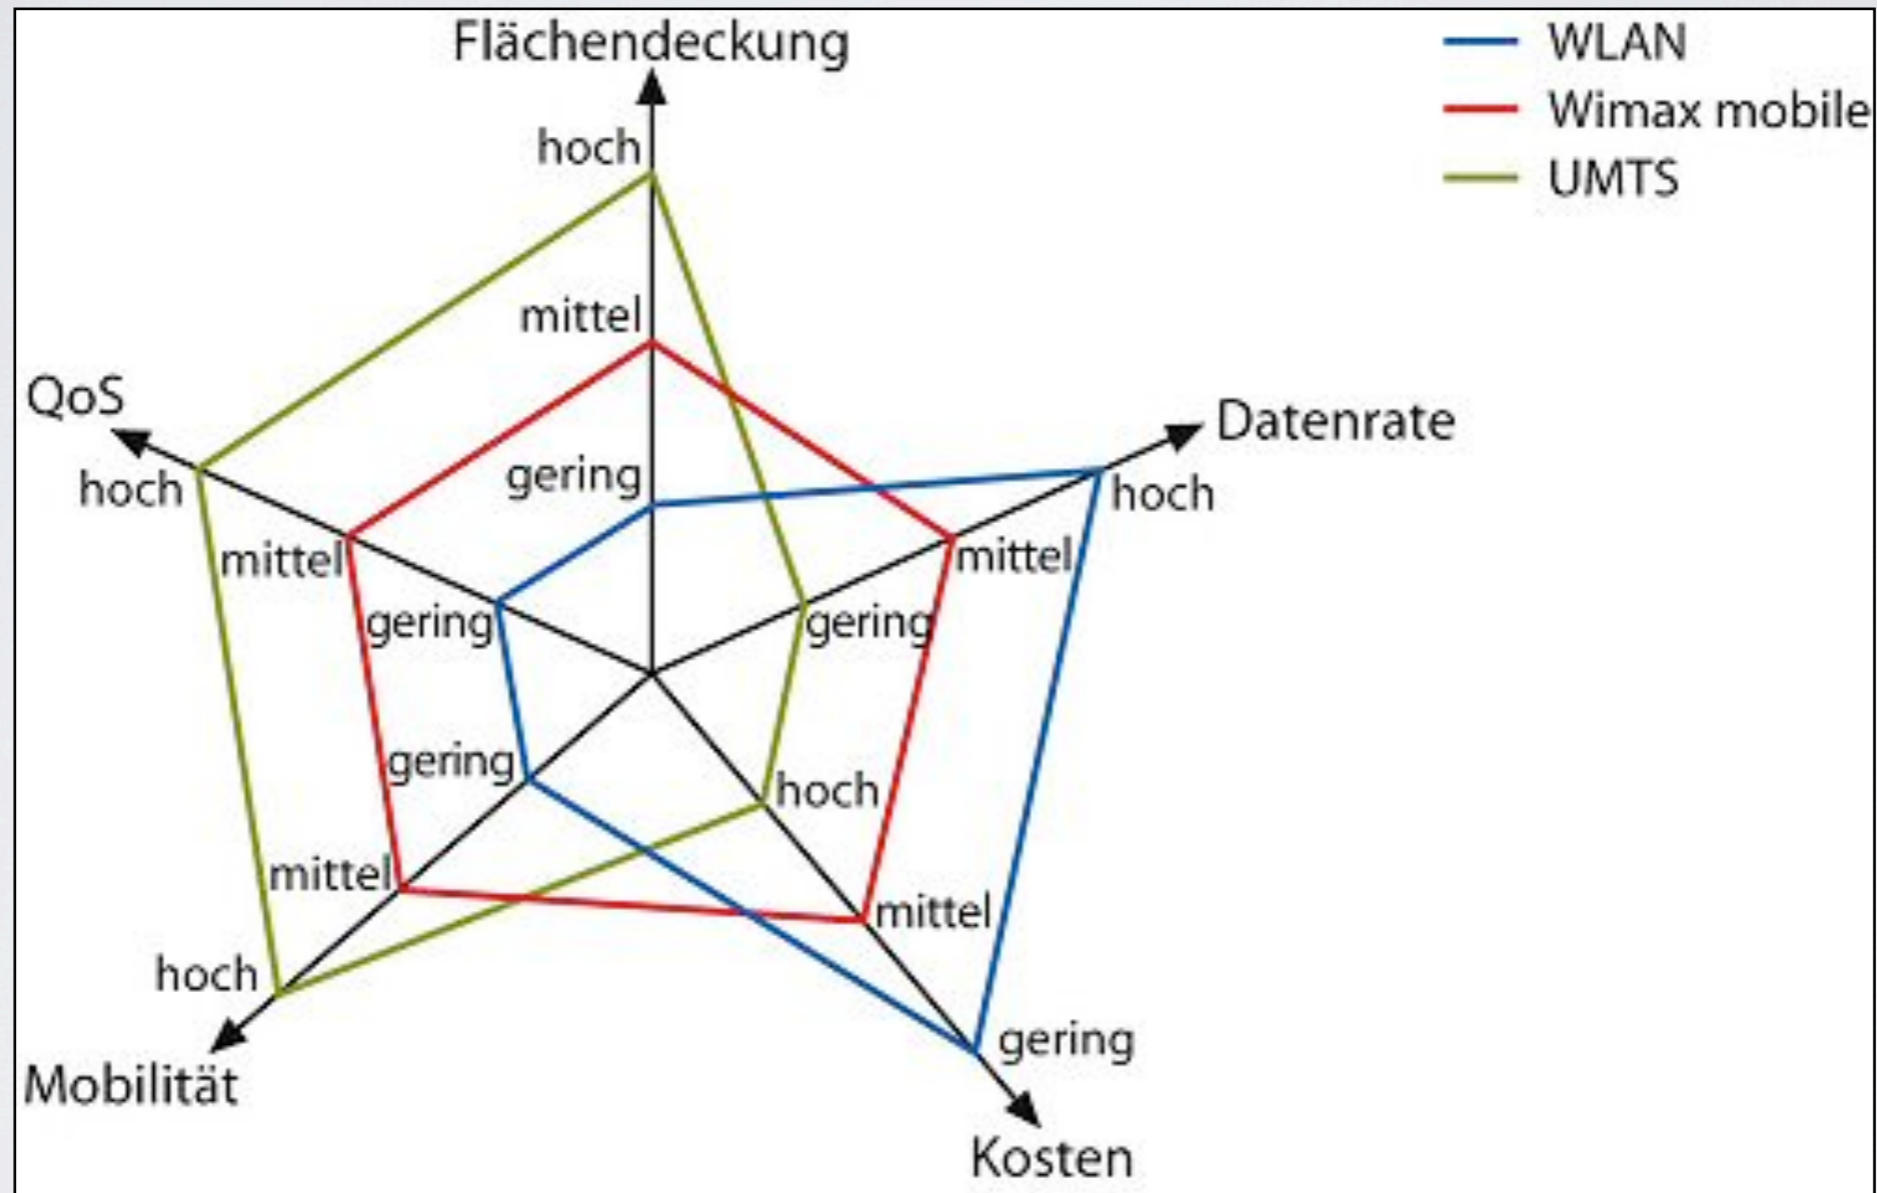 Flächendeckung
WLAN
Wimax mobile
UMTS
hoch
mittel
gering
QoS
hoch
mittel
gering
Datenrate
hoch
mittel
gering
gering
mittel
hoch
Mobilität
hoch
mittel
gering
Kosten